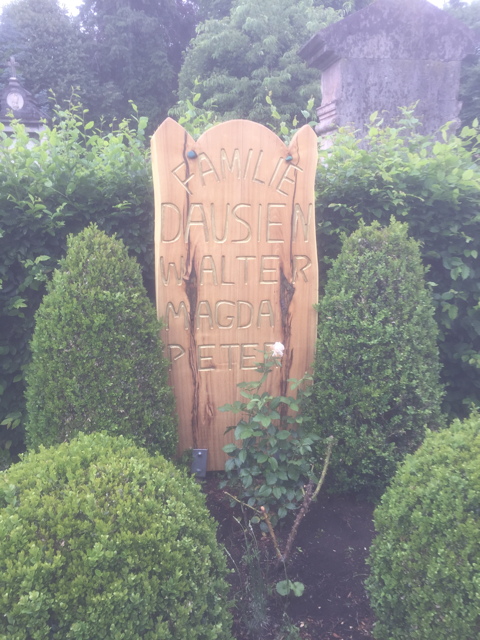 FAMILIE
DAUSIEN
WALTER
MAGDA
PETER